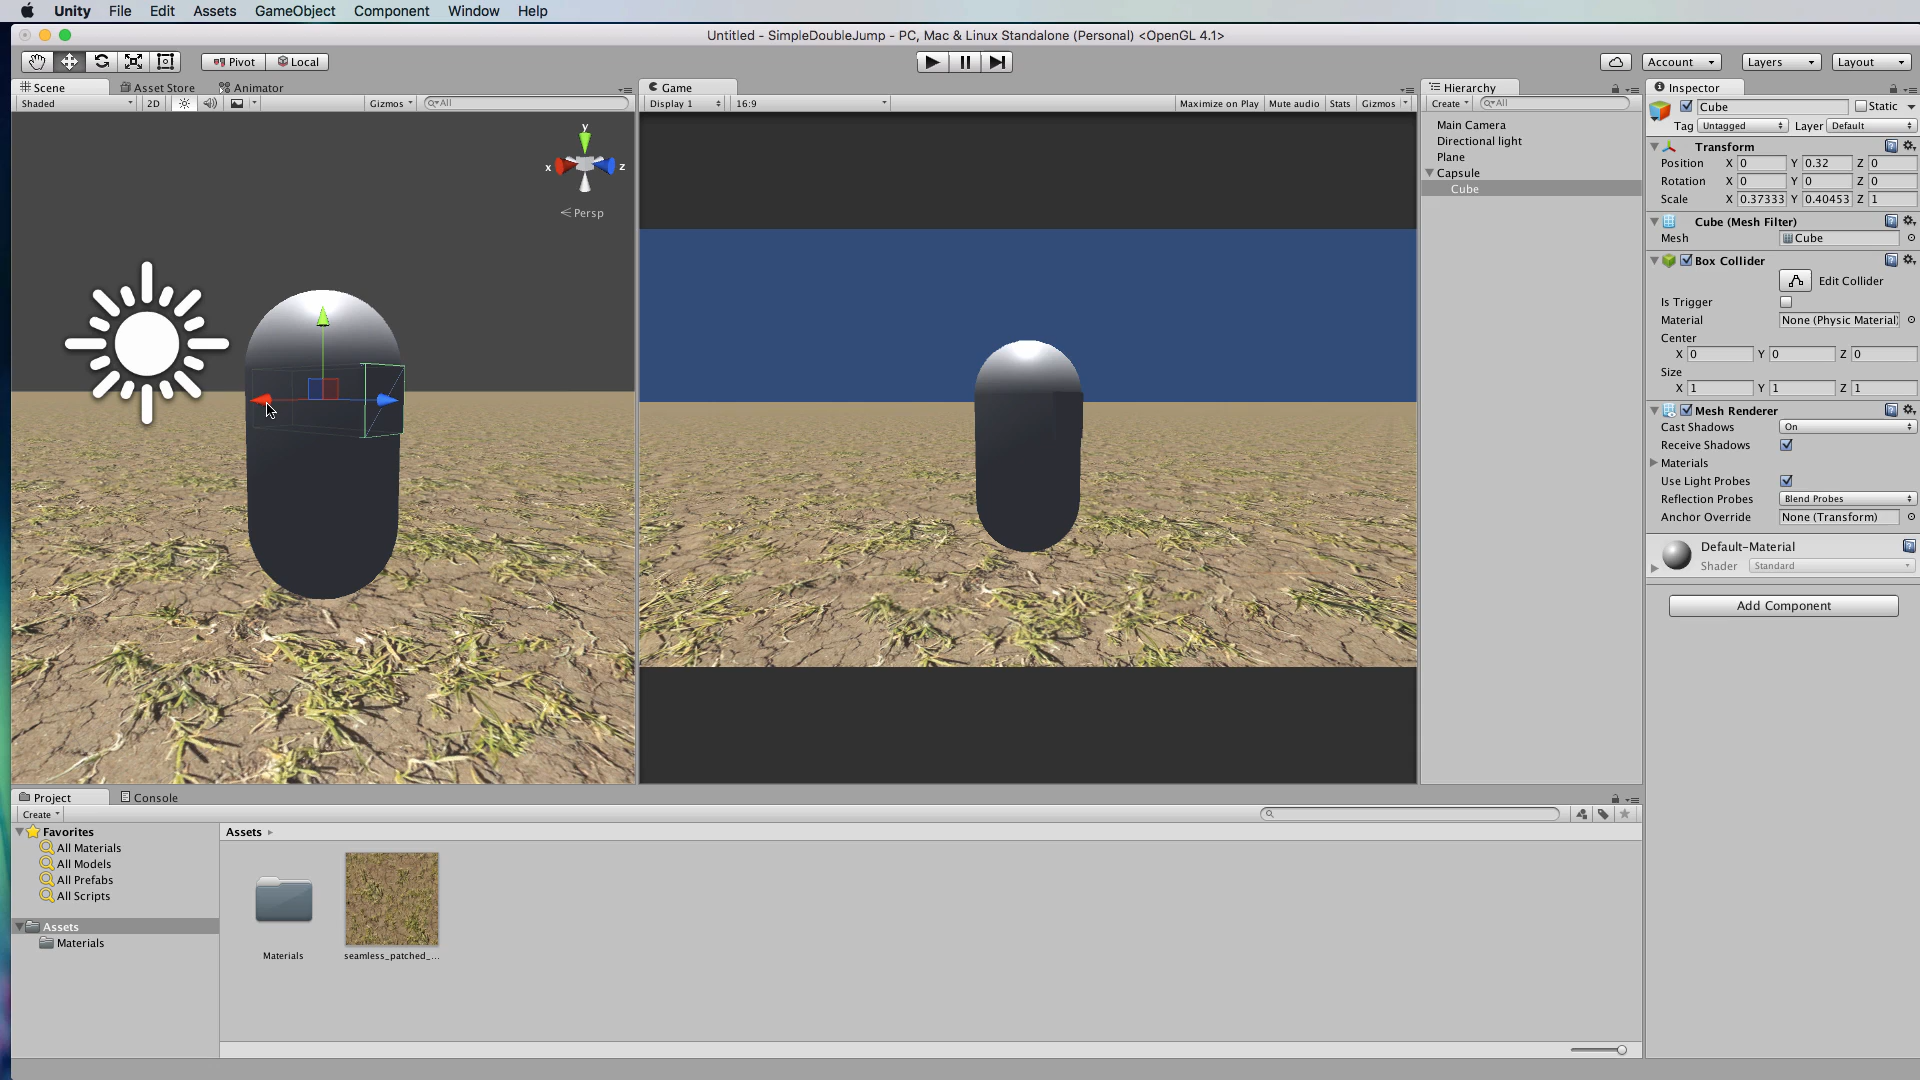 Unity File Edit Assets GameObject Component Window Help
Untitled - SimpleDoubleJump - PC, Mac & Linux Standalone (Personal) <OpenGL 4.1>
Pivot Local Account Layers Layout
Scene Asset Store Animator
Shaded 2D Gizmos All
y
x z
Persp
Game
Display 1 16:9 Maximize on Play Mute audio Stats Gizmos
Hierarchy
Create All
Main Camera
Directional light
Plane
Capsule
Cube
Inspector
Cube Static
Tag Untagged Layer Default
Transform
Position X 0 Y 0.32 Z 0
Rotation X 0 Y 0 Z 0
Scale X 0.37333 Y 0.40453 Z 1
Cube (Mesh Filter)
Mesh Cube
Box Collider
Edit Collider
Is Trigger
Material None (Physic Material)
Center
X 0 Y 0 Z 0
Size
X 1 Y 1 Z 1
Mesh Renderer
Cast Shadows On
Receive Shadows
Materials
Use Light Probes
Reflection Probes Blend Probes
Anchor Override None (Transform)
Default-Material
Shader Standard
Add Component
Project Console
Create
Favorites
All Materials
All Models
All Prefabs
All Scripts
Assets
Materials
Assets
Materials
seamless_patched_...